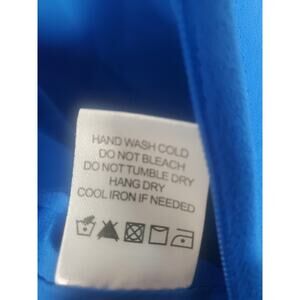 HAND WASH COLD
DO NOT BLEACH
DO NOT TUMBLE DRY
HANG DRY
COOL IRON IF NEEDED